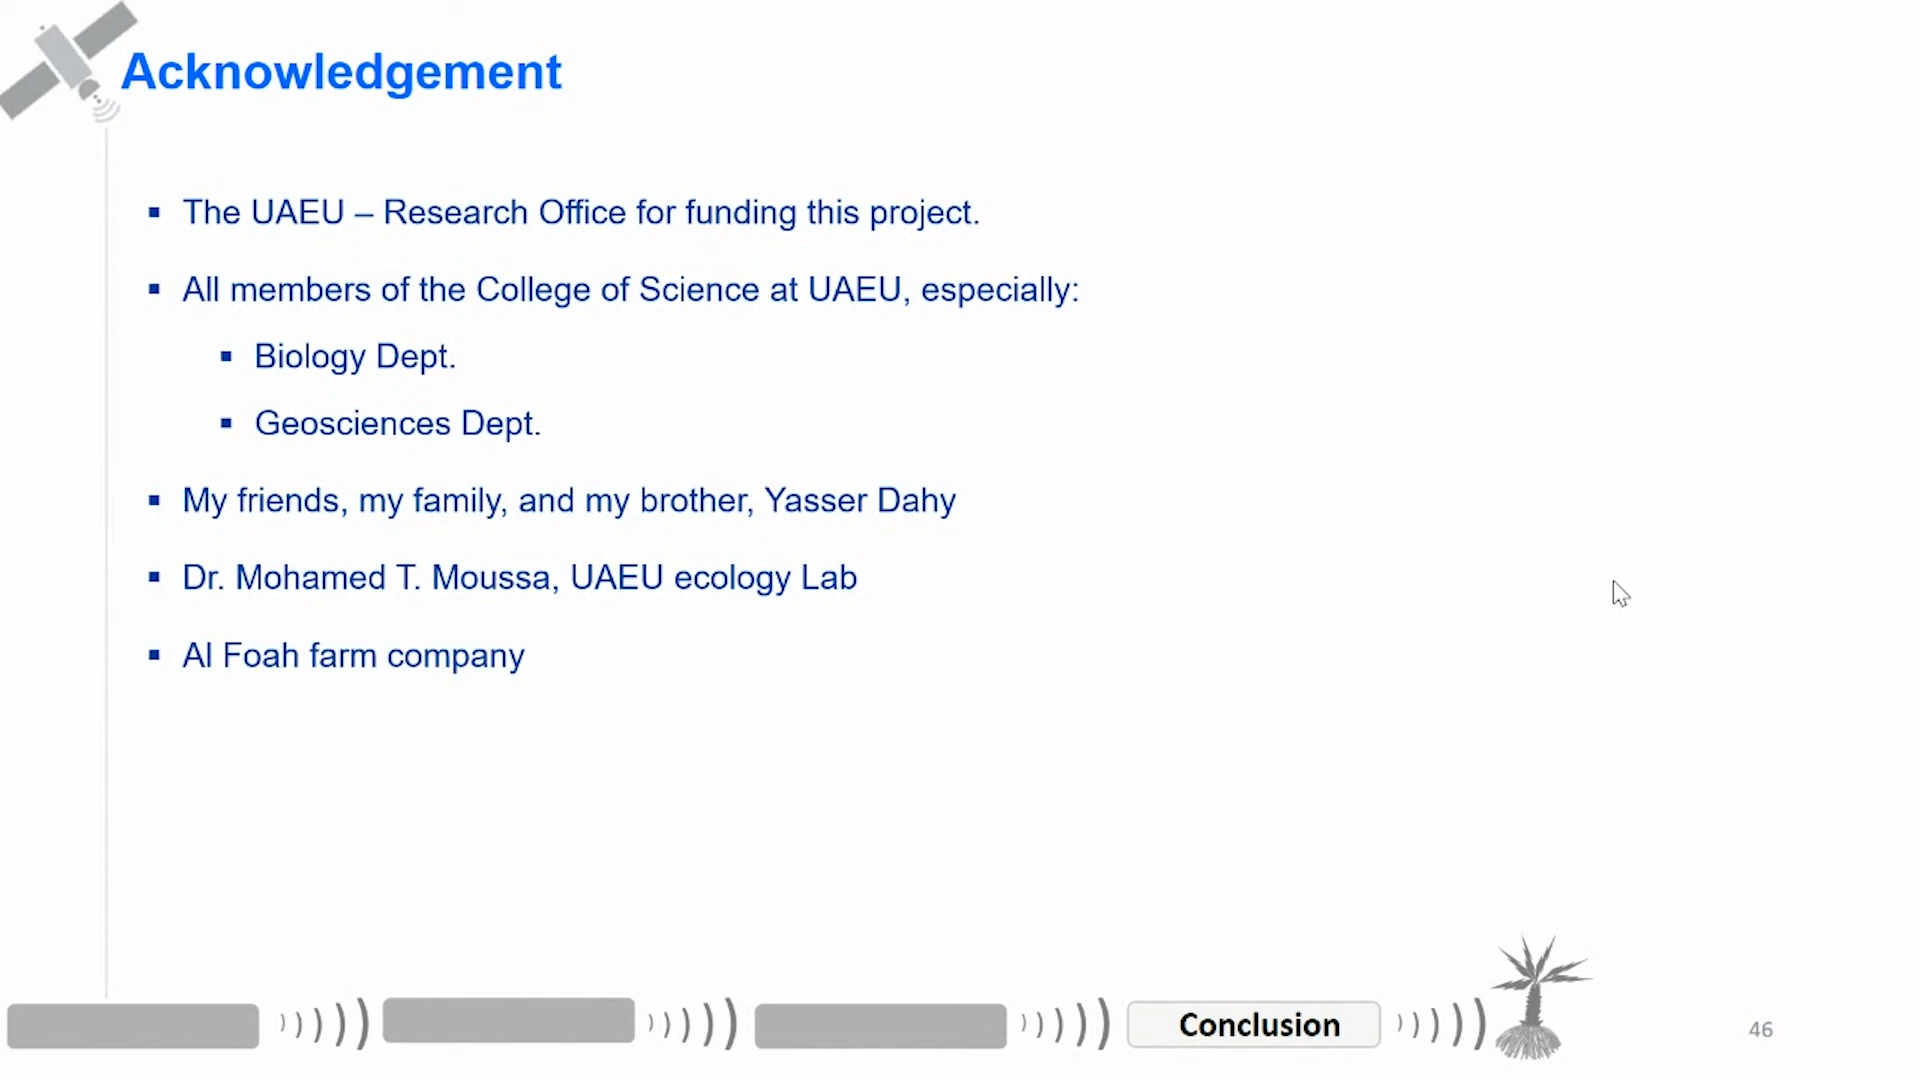 Acknowledgement
▪ The UAEU – Research Office for funding this project.
▪ All members of the College of Science at UAEU, especially:
▪ Biology Dept.
▪ Geosciences Dept.
▪ My friends, my family, and my brother, Yasser Dahy
▪ Dr. Mohamed T. Moussa, UAEU ecology Lab
▪ Al Foah farm company
Conclusion
46